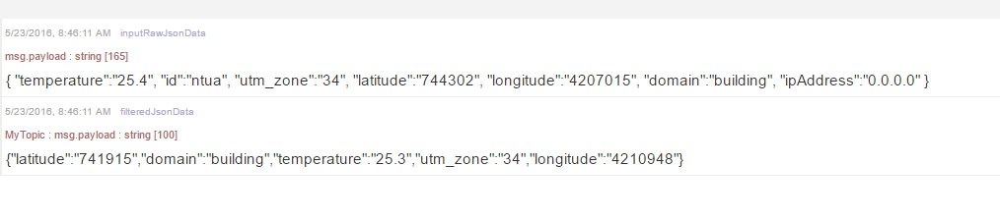 5/23/2016, 8:46:11 AM inputRawJsonData
msg.payload : string [165]
{ "temperature":"25.4", "id":"ntua", "utm_zone":"34", "latitude":"744302", "longitude":"4207015", "domain":"building", "ipAddress":"0.0.0.0" }
5/23/2016, 8:46:11 AM filteredJsonData
MyTopic : msg.payload : string [100]
{"latitude":"741915","domain":"building","temperature":"25.3","utm_zone":"34","longitude":"4210948"}